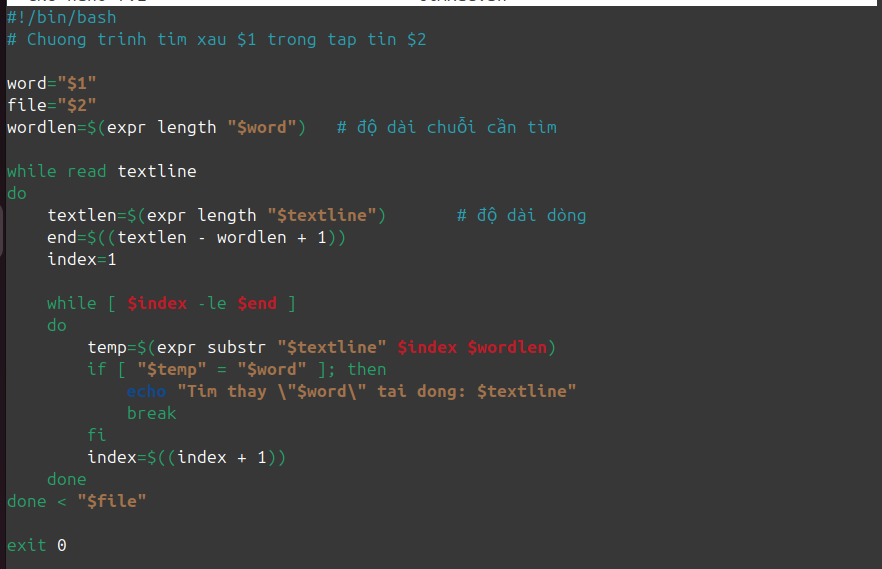 #!/bin/bash
# Chuong trinh tim xau $1 trong tap tin $2

word="$1"
file="$2"
wordlen=$(expr length "$word")   # độ dài chuỗi cần tìm

while read textline
do
    textlen=$(expr length "$textline")       # độ dài dòng
    end=$((textlen - wordlen + 1))
    index=1

    while [ $index -le $end ]
    do
        temp=$(expr substr "$textline" $index $wordlen)
        if [ "$temp" = "$word" ]; then
            echo "Tim thay \"$word\" tai dong: $textline"
            break
        fi
        index=$((index + 1))
    done
done < "$file"

exit 0